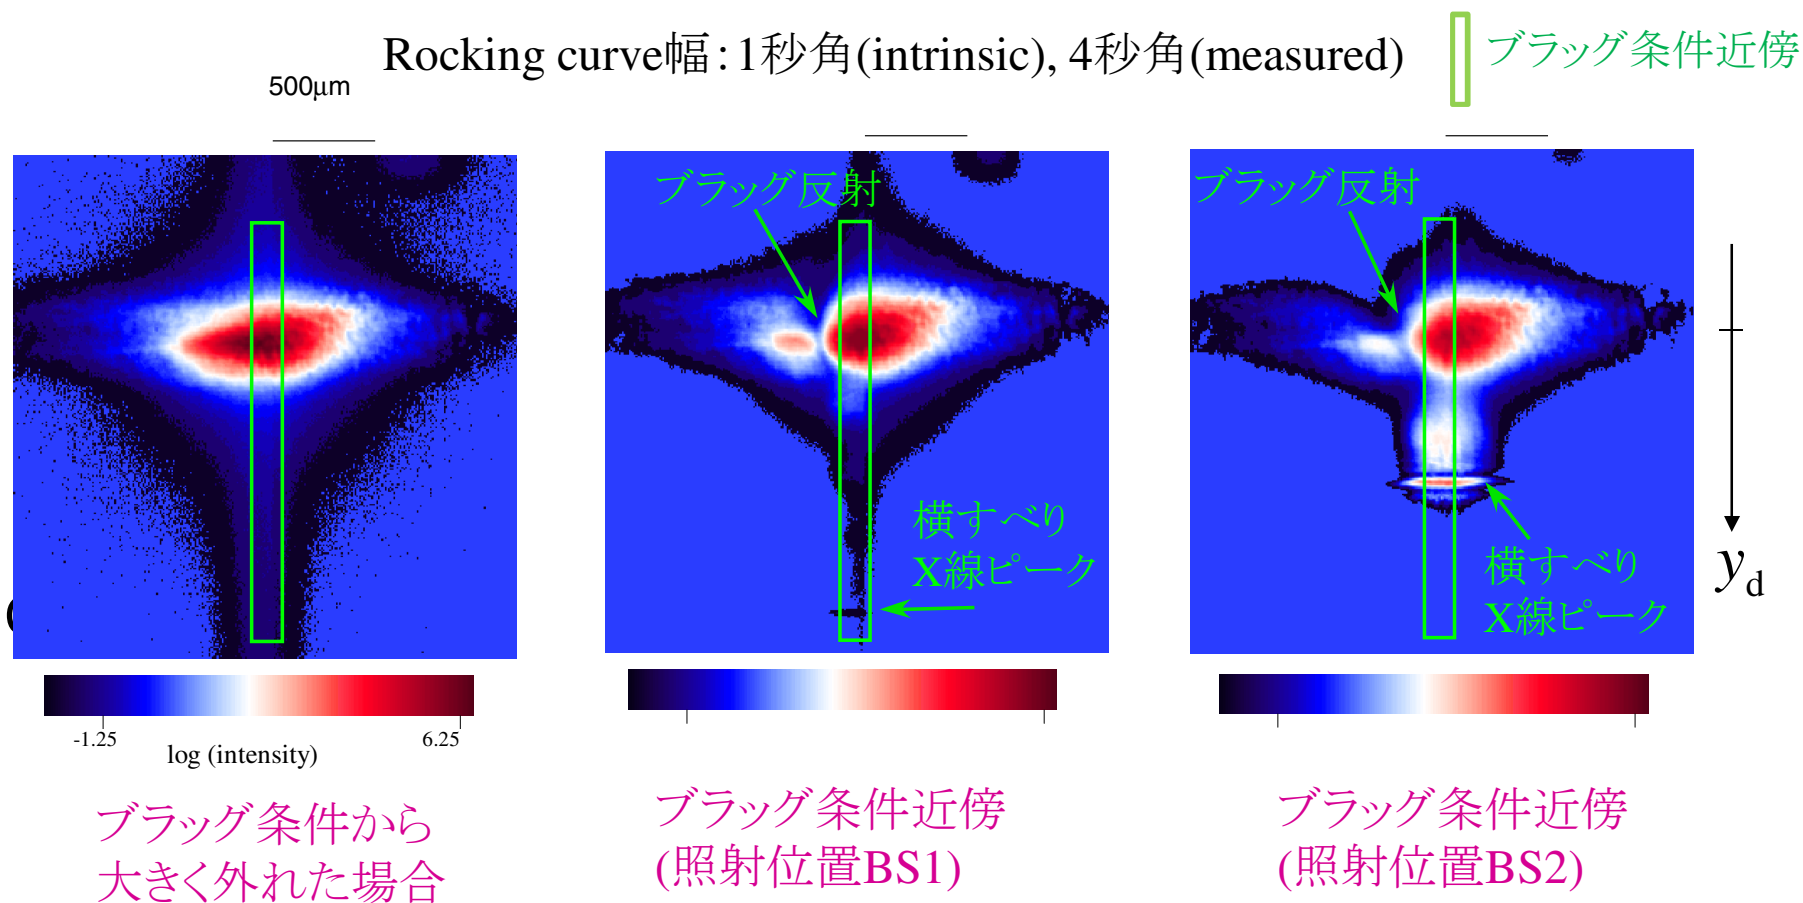 Rocking curve幅：1秒角(intrinsic), 4秒角(measured)
ブラッグ条件近傍
500μm
ブラッグ反射
横すべり
X線ピーク
ブラッグ反射
横すべり
X線ピーク
yd
-1.25
6.25
log (intensity)
ブラッグ条件から
大きく外れた場合
ブラッグ条件近傍
(照射位置BS1)
ブラッグ条件近傍
(照射位置BS2)